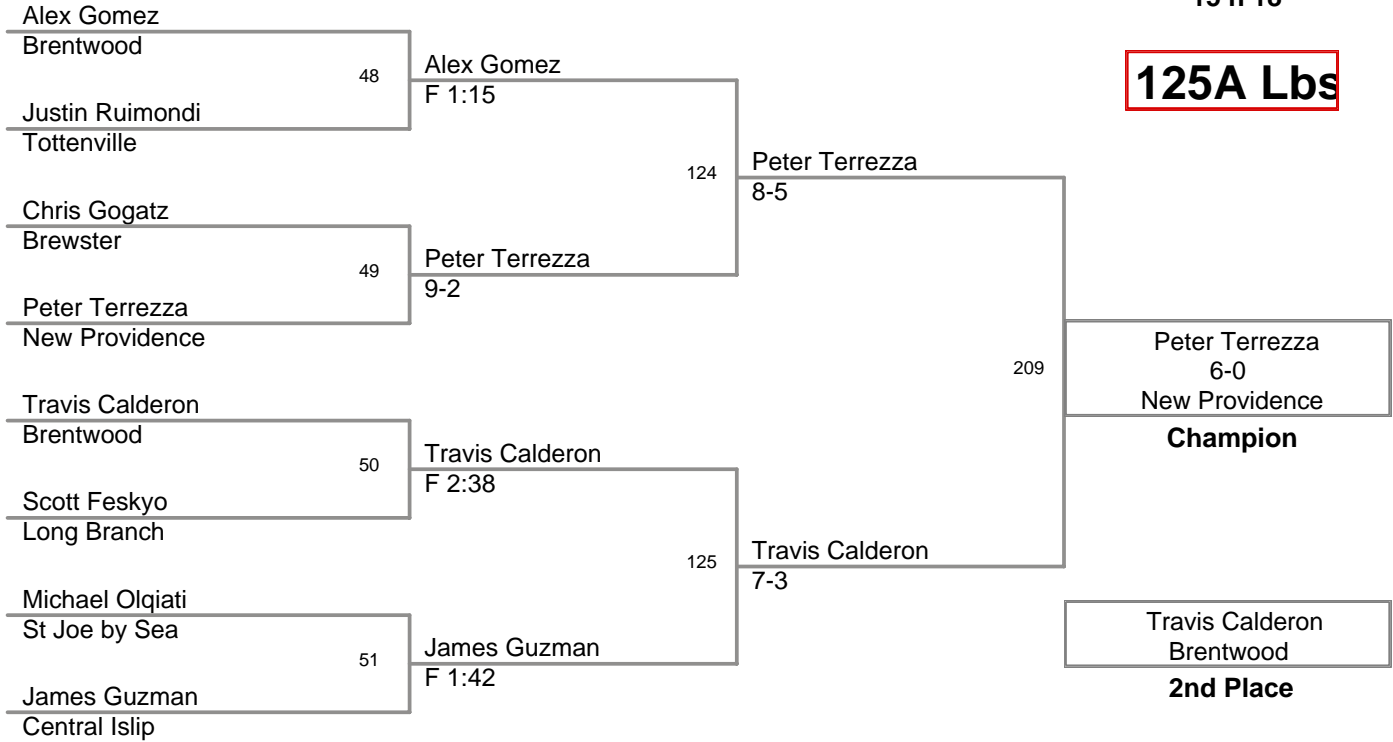 Alex Gomez
Brentwood
48
Justin Ruimondi
Tottenville
Alex Gomez
F 1:15
Chris Gogatz
Brewster
49
Peter Terrezza
New Providence
Peter Terrezza
9-2
124
Peter Terrezza
8-5
Travis Calderon
Brentwood
50
Scott Feskyo
Long Branch
Travis Calderon
F 2:38
Michael Olqiati
St Joe by Sea
51
James Guzman
Central Islip
James Guzman
F 1:42
125
Travis Calderon
7-3
209
125A Lbs
Peter Terrezza
6-0
New Providence
Champion
Travis Calderon
Brentwood
2nd Place